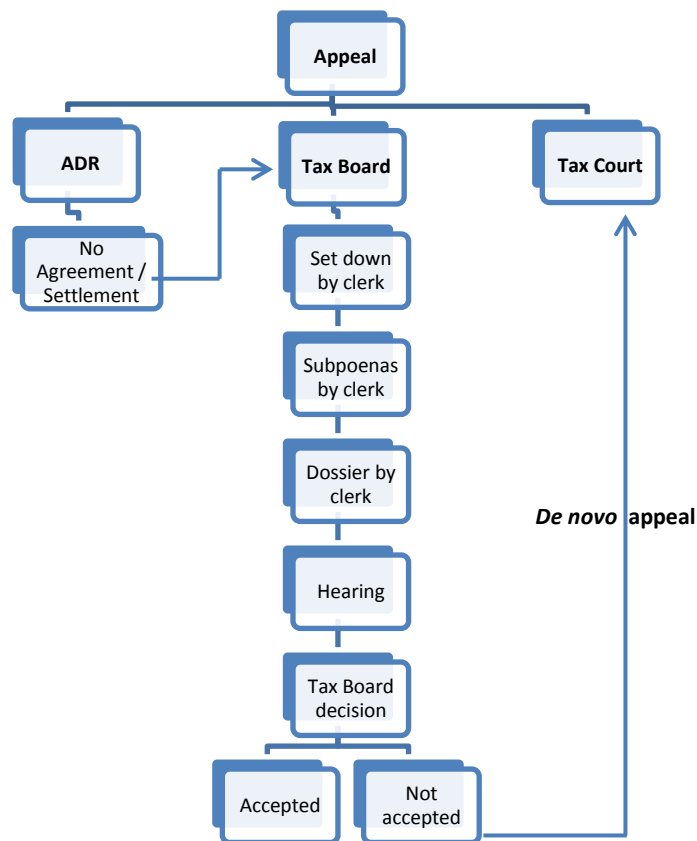 Appeal
ADR
Tax Board
Tax Court
No
Agreement /
Settlement
Set down
by clerk
Subpoenas
by clerk
Dossier by
clerk
De novo appeal
Hearing
Tax Board
decision
Accepted
Not
accepted